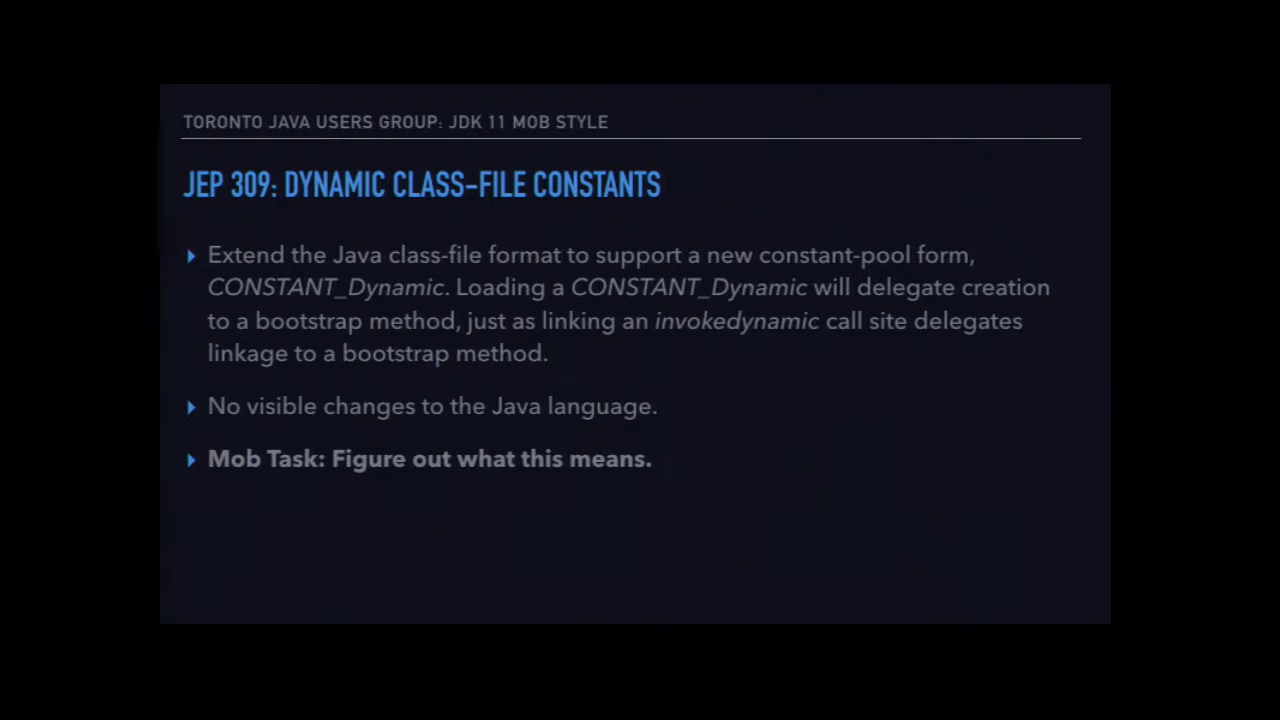 TORONTO JAVA USERS GROUP: JDK 11 MOB STYLE
JEP 309: DYNAMIC CLASS-FILE CONSTANTS
Extend the Java class-file format to support a new constant-pool form,
CONSTANT_Dynamic. Loading a CONSTANT_Dynamic will delegate creation
to a bootstrap method, just as linking an invokedynamic call site delegates
linkage to a bootstrap method.
No visible changes to the Java language.
Mob Task: Figure out what this means.